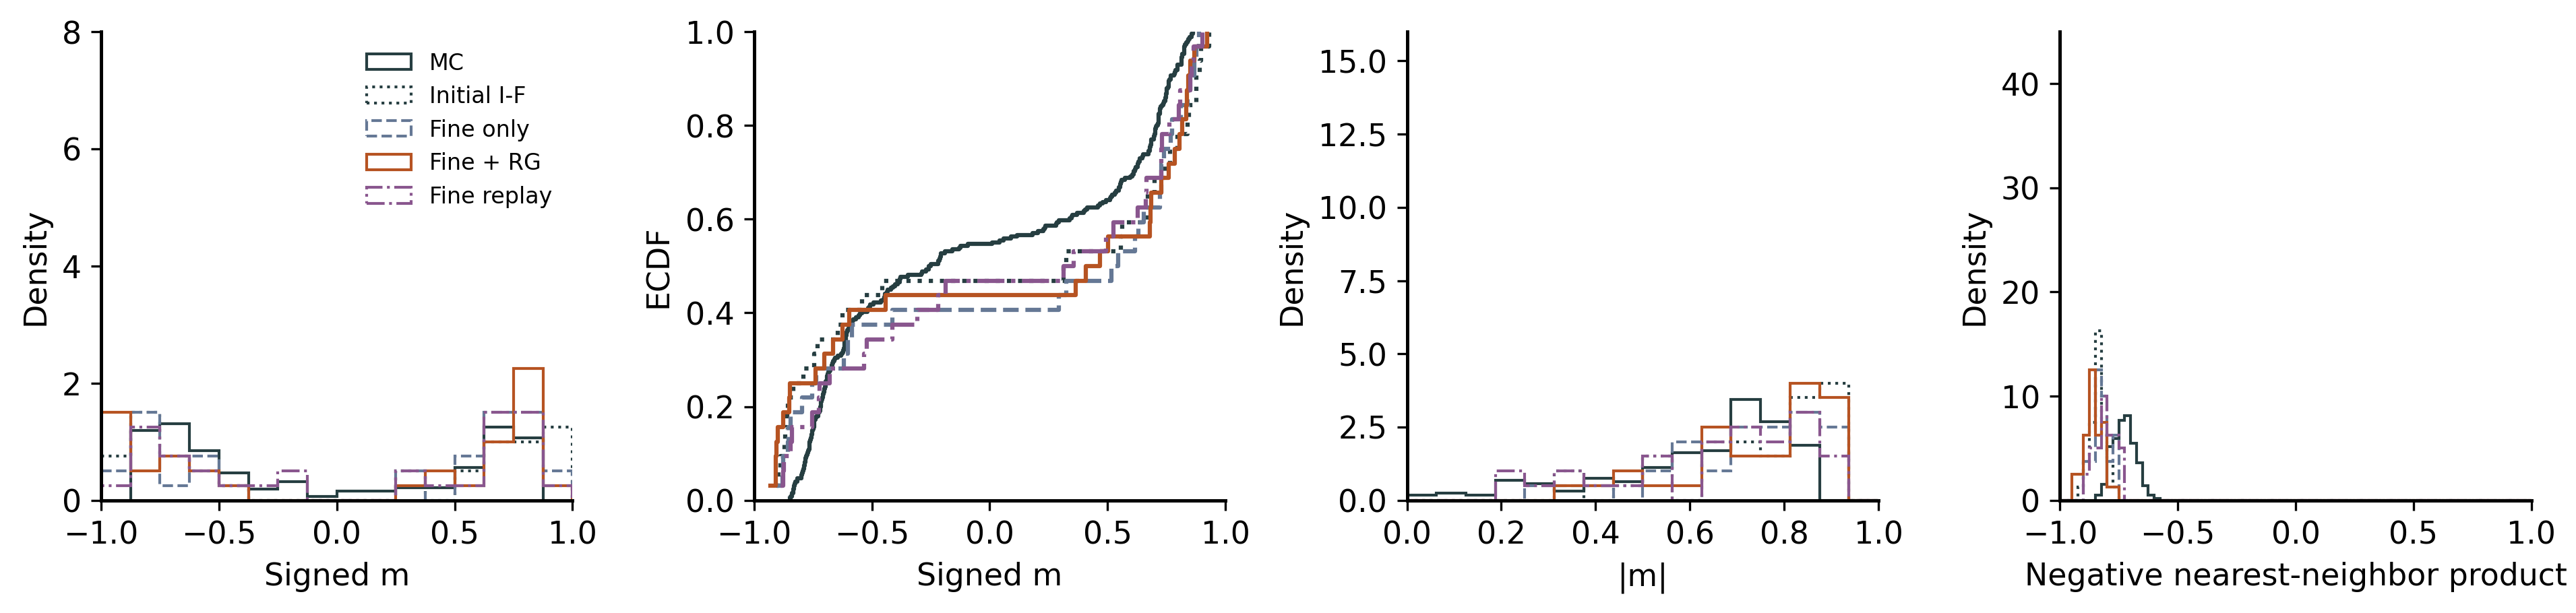 Density
8
6
4
2
0
−1.0 −0.5 0.0 0.5 1.0
Signed m
MC
Initial I-F
Fine only
Fine + RG
Fine replay
ECDF
1.0
0.8
0.6
0.4
0.2
0.0
−1.0 −0.5 0.0 0.5 1.0
Signed m
Density
15.0
12.5
10.0
7.5
5.0
2.5
0.0
0.0 0.2 0.4 0.6 0.8 1.0
|m|
Density
40
30
20
10
0
−1.0 −0.5 0.0 0.5 1.0
Negative nearest-neighbor product